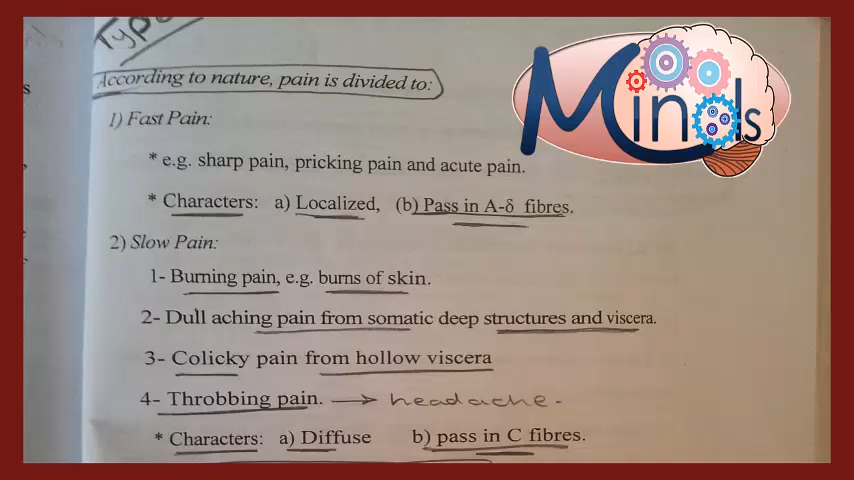 Types
Minds
According to nature, pain is divided to:
1) Fast Pain:
* e.g. sharp pain, pricking pain and acute pain.
* Characters: a) Localized, (b) Pass in A-δ fibres.
2) Slow Pain:
1- Burning pain, e.g. burns of skin.
2- Dull aching pain from somatic deep structures and viscera.
3- Colicky pain from hollow viscera
4- Throbbing pain. → headache.
* Characters: a) Diffuse b) pass in C fibres.